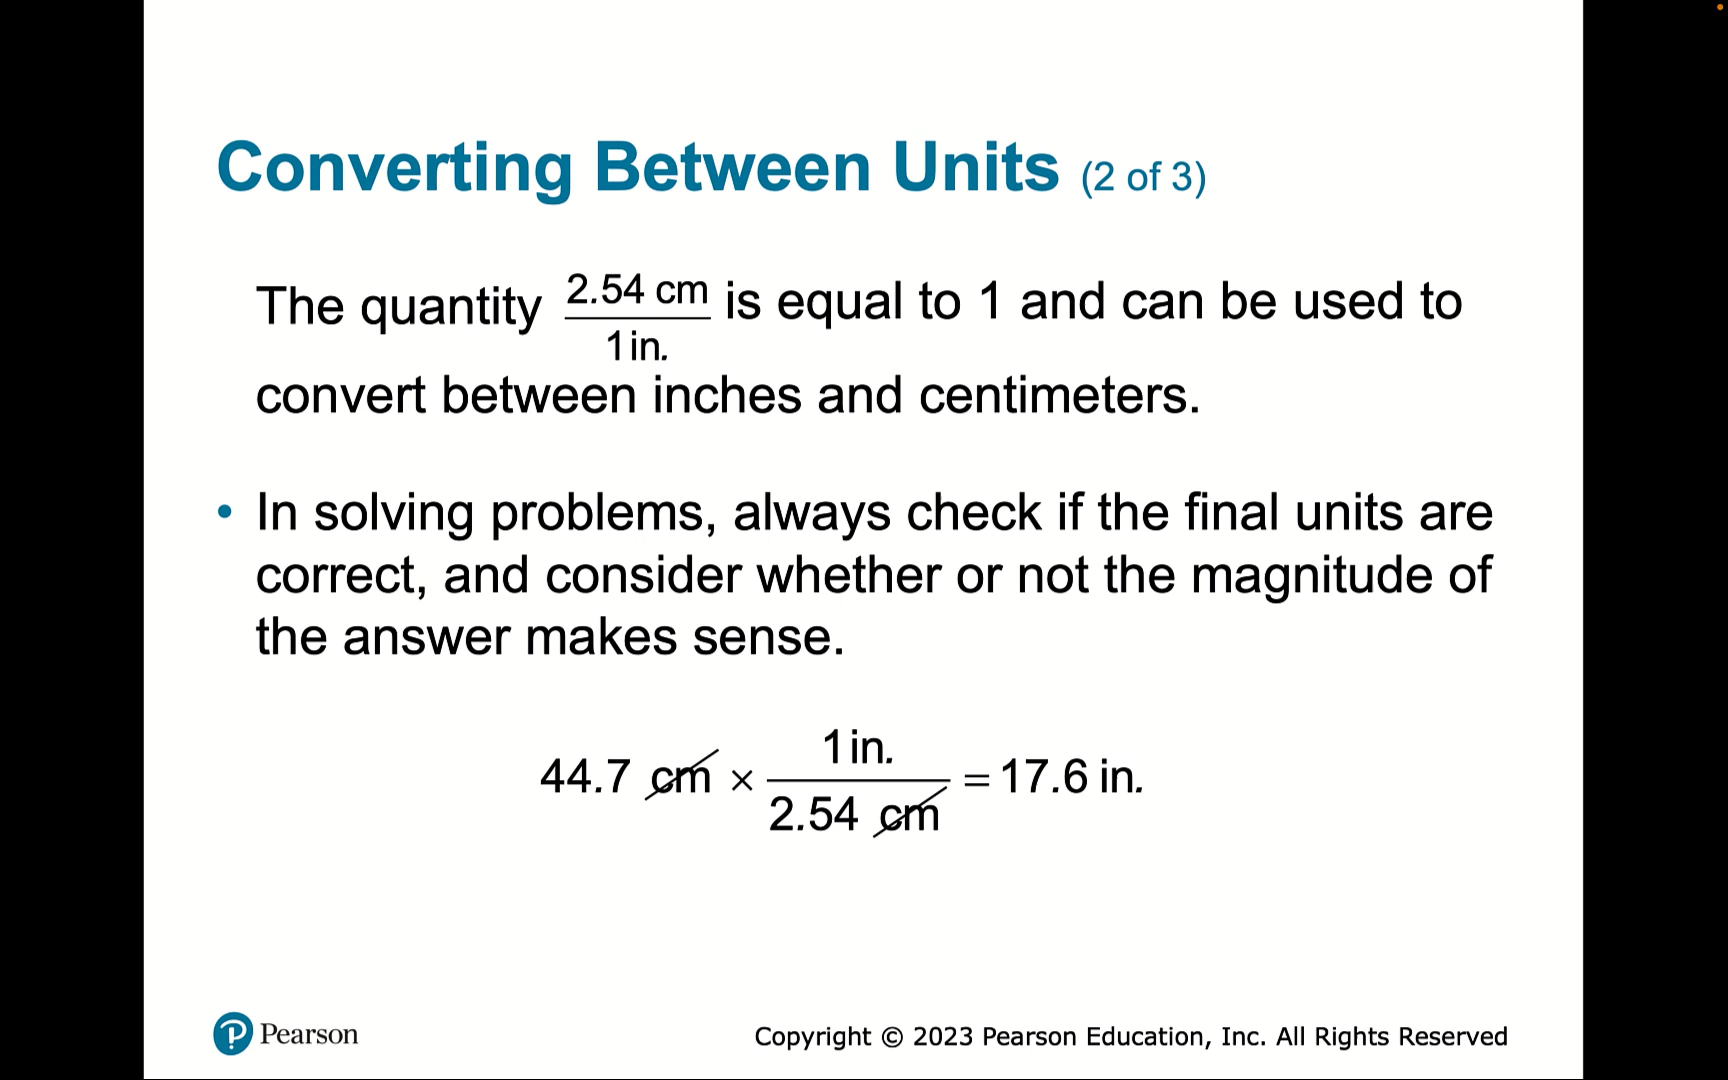 Converting Between Units (2 of 3)
The quantity 2.54 cm / 1 in. is equal to 1 and can be used to
convert between inches and centimeters.
• In solving problems, always check if the final units are
correct, and consider whether or not the magnitude of
the answer makes sense.
44.7 cm × 1 in. / 2.54 cm = 17.6 in.
Pearson
Copyright © 2023 Pearson Education, Inc. All Rights Reserved